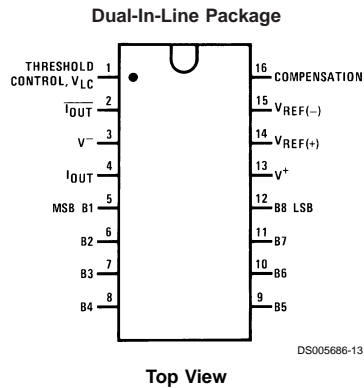 Dual-In-Line Package
THRESHOLD
CONTROL, VLC
1
16
COMPENSATION
IOUT
2
15
VREF(−)
V−
3
14
VREF(+)
IOUT
4
13
V+
MSB B1
5
12
B8 LSB
B2
6
11
B7
B3
7
10
B6
B4
8
9
B5
DS005686-13
Top View